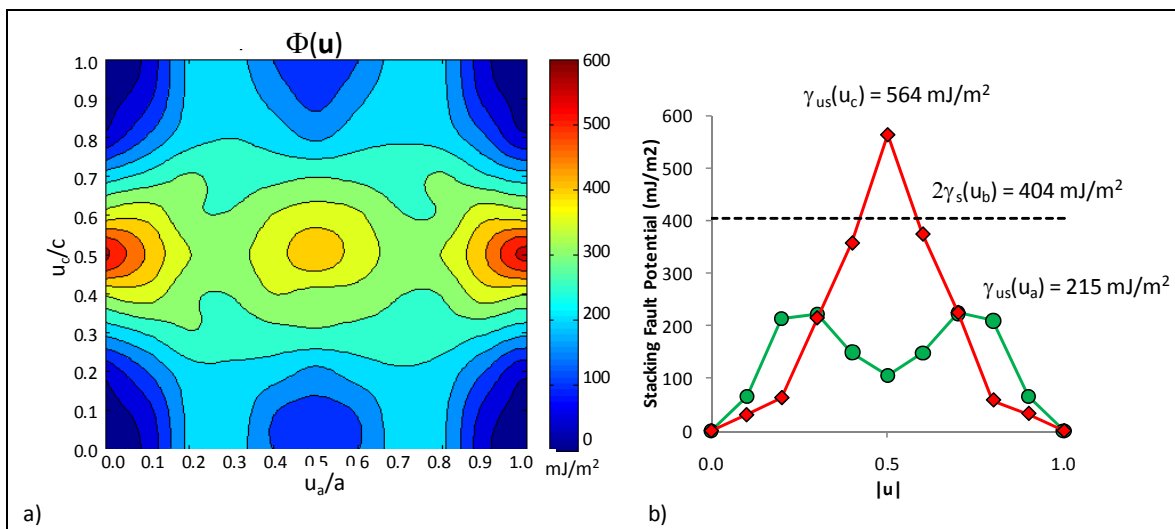 Φ(u)
1.0
0.9
0.8
0.7
0.6
0.5
0.4
0.3
0.2
0.1
0.0
u_c/c
0.0 0.1 0.2 0.3 0.4 0.5 0.6 0.7 0.8 0.9 1.0
u_a/a
600
500
400
300
200
100
0
mJ/m²
a)
γ_us(u_c) = 564 mJ/m²
2γ_s(u_b) = 404 mJ/m²
γ_us(u_a) = 215 mJ/m²
Stacking Fault Potential (mJ/m2)
600
500
400
300
200
100
0
0.0 0.5 1.0
|u|
b)